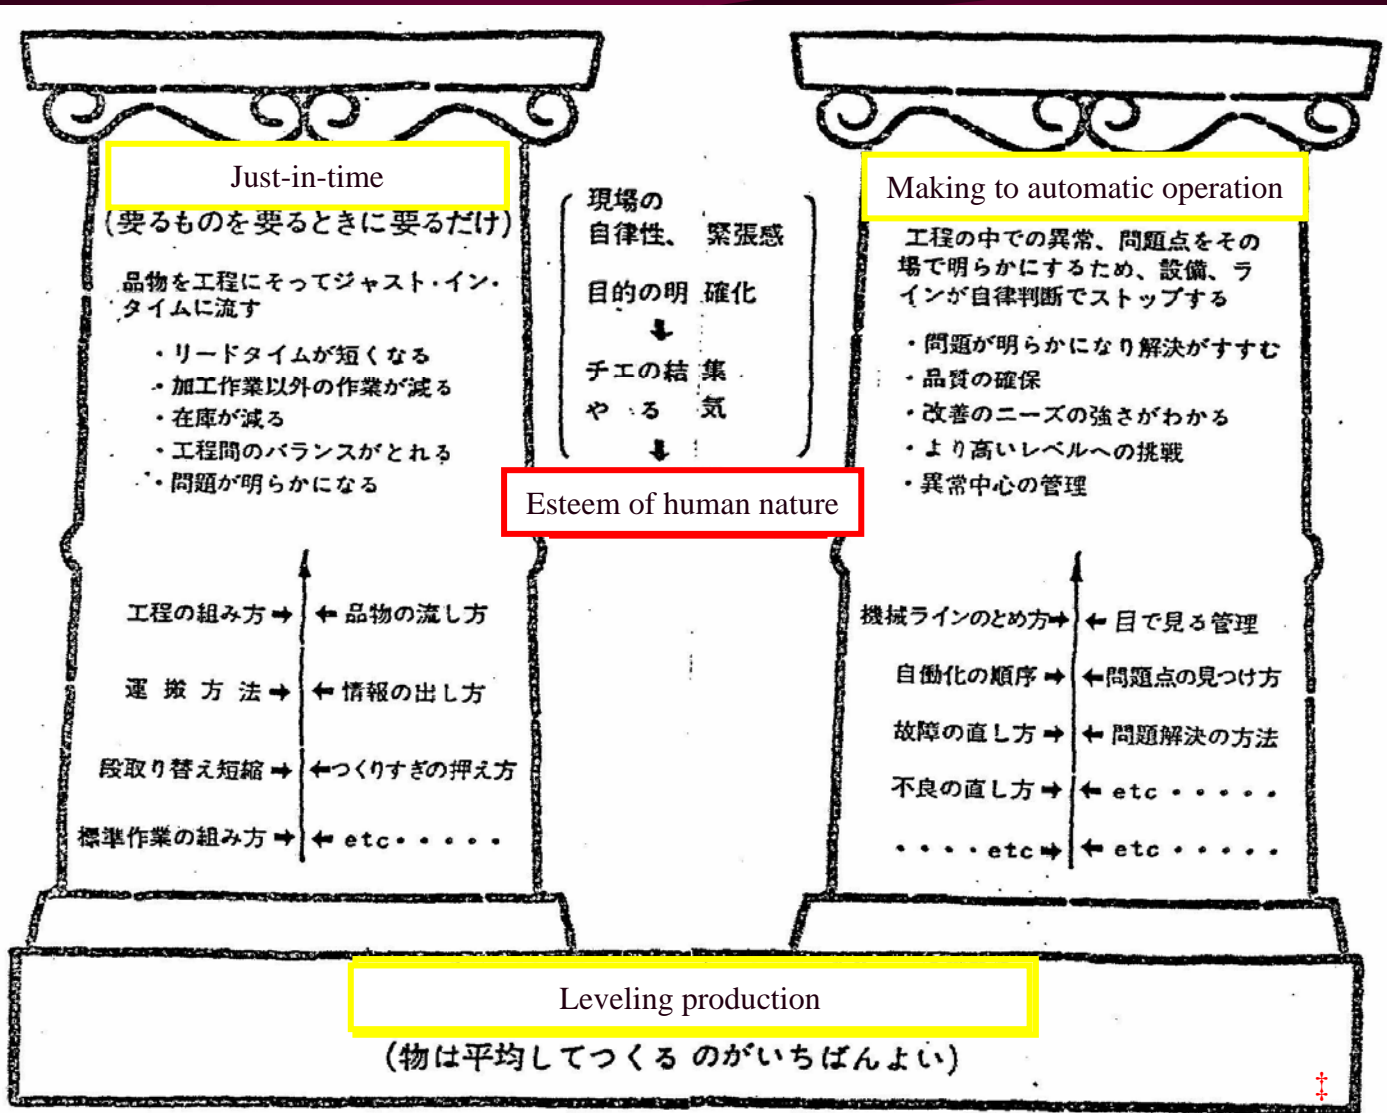 Just-in-time
(要るものを要るときに要るだけ)
品物を工程にそってジャスト・イン・
タイムに流す
・リードタイムが短くなる
・加工作業以外の作業が減る
・在庫が減る
・工程間のバランスがとれる
・問題が明らかになる
工程の組み方➡ ⬅品物の流し方
運搬方法➡ ⬅情報の出し方
段取り替え短縮➡ ⬅つくりすぎの押え方
標準作業の組み方➡ ⬅etc・・・・・
現場の
自律性、緊張感
目的の明確化
⬇
チエの結集
やる気
⬇
Esteem of human nature
Making to automatic operation
工程の中での異常、問題点をその
場で明らかにするため、設備、ラ
インが自律判断でストップする
・問題が明らかになり解決がすすむ
・品質の確保
・改善のニーズの強さがわかる
・より高いレベルへの挑戦
・異常中心の管理
機械ラインのとめ方➡ ⬅目で見る管理
自働化の順序➡ ⬅問題点の見つけ方
故障の直し方➡ ⬅問題解決の方法
不良の直し方➡ ⬅etc・・・・・
・・・・etc➡ ⬅etc・・・・・
Leveling production
(物は平均してつくるのがいちばんよい)
‡